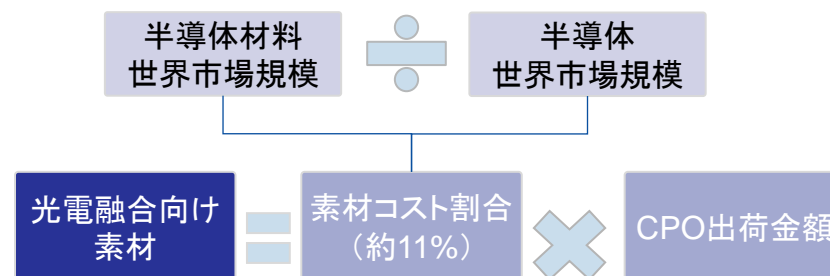 半導体材料
世界市場規模
半導体
世界市場規模
光電融合向け
素材
素材コスト割合
（約11%）
CPO出荷金額